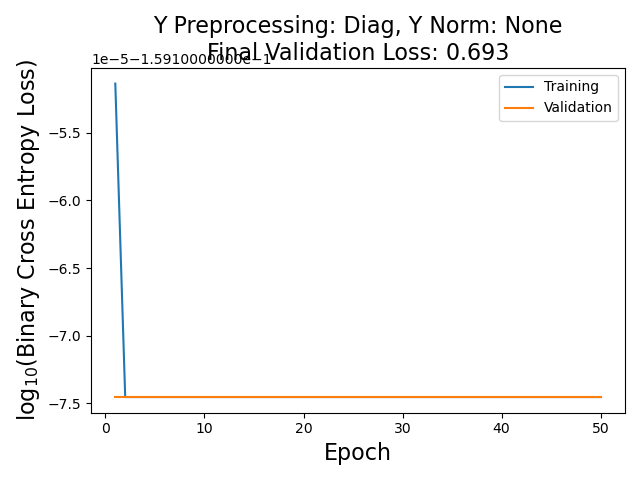 Y Preprocessing: Diag, Y Norm: None
Final Validation Loss: 0.693
1e−5−1.5910000000e−1
Training
Validation
−5.5
−6.0
−6.5
−7.0
−7.5
log₁₀(Binary Cross Entropy Loss)
0 10 20 30 40 50
Epoch